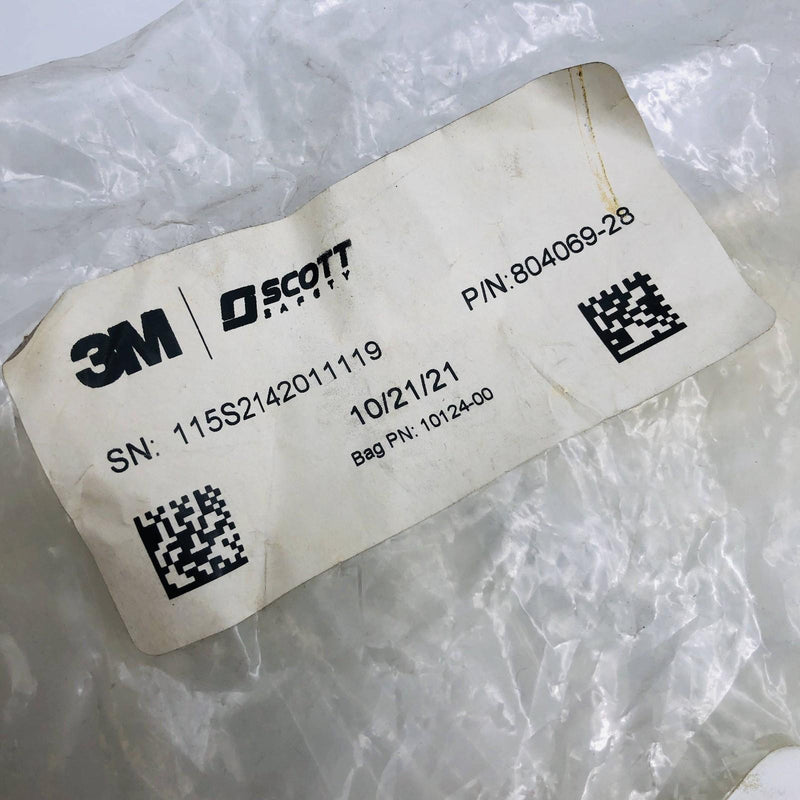 3M
SCOTT
SAFETY
P/N:804069-28
SN: 115S2142011119
10/21/21
Bag PN: 10124-00